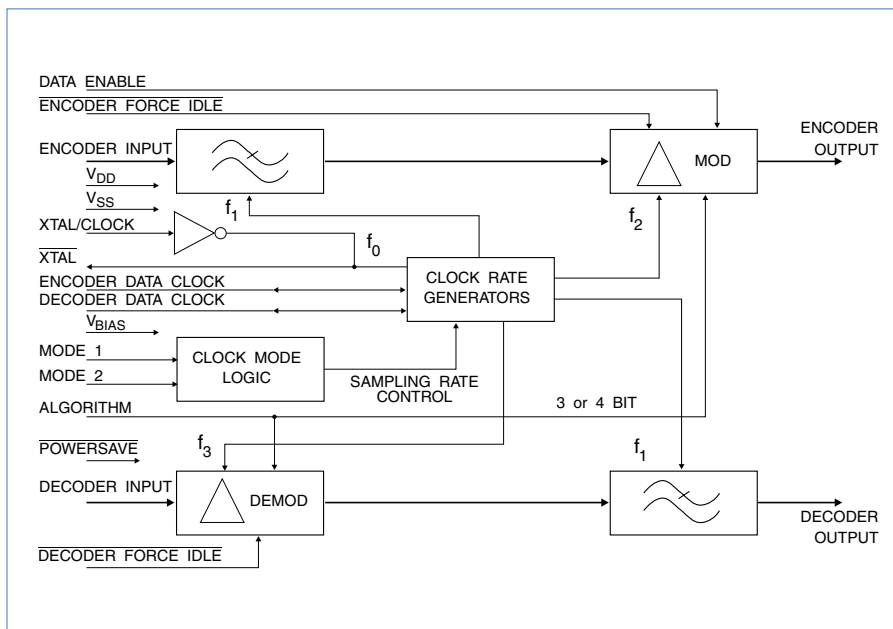 DATA ENABLE
ENCODER FORCE IDLE
ENCODER INPUT
MOD
ENCODER
OUTPUT
VDD
VSS
f1
f2
XTAL/CLOCK
f0
XTAL
ENCODER DATA CLOCK
DECODER DATA CLOCK
CLOCK RATE
GENERATORS
VBIAS
MODE 1
MODE 2
CLOCK MODE
LOGIC
SAMPLING RATE
CONTROL
ALGORITHM
3 or 4 BIT
POWERSAVE
f3
f1
DECODER INPUT
DEMOD
DECODER
OUTPUT
DECODER FORCE IDLE